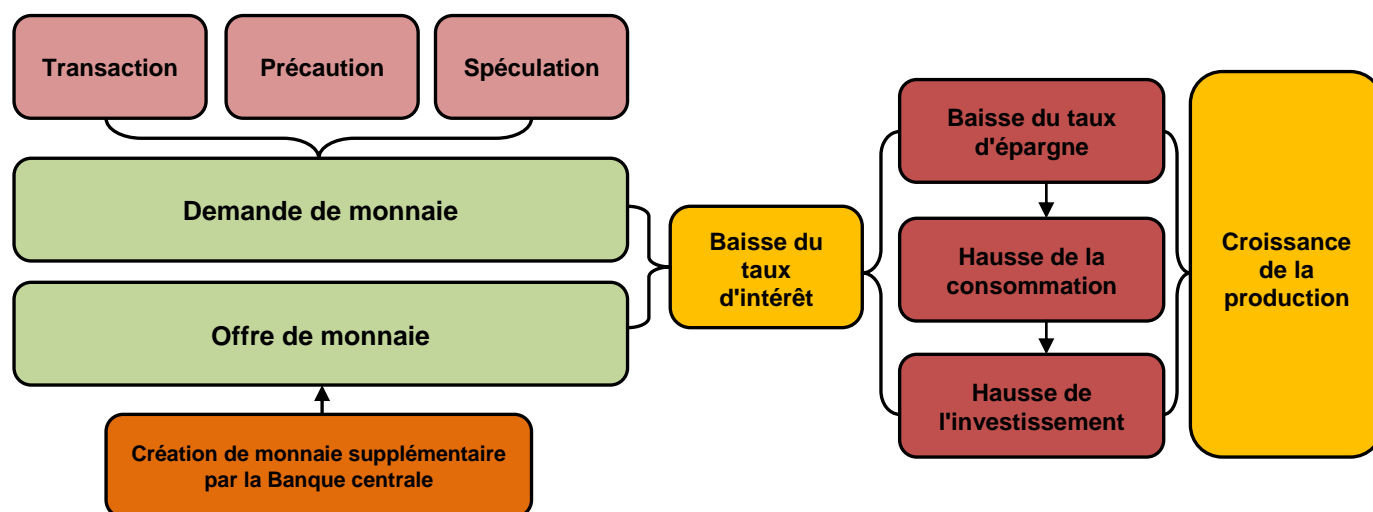 Transaction
Précaution
Spéculation
Demande de monnaie
Offre de monnaie
Création de monnaie supplémentaire
par la Banque centrale
Baisse du
taux
d'intérêt
Baisse du taux
d'épargne
Hausse de la
consommation
Hausse de
l'investissement
Croissance
de la
production